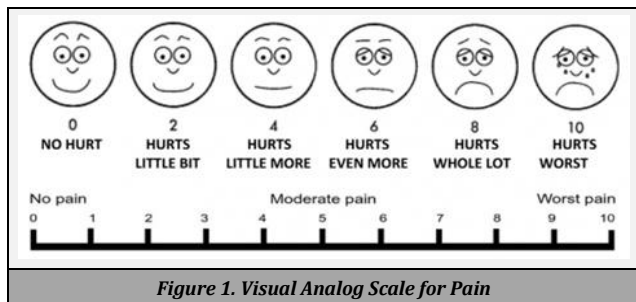 0 2 4 6 8 10
NO HURT HURTS HURTS HURTS HURTS HURTS
LITTLE BIT LITTLE MORE EVEN MORE WHOLE LOT WORST
No pain Moderate pain Worst pain
0 1 2 3 4 5 6 7 8 9 10
Figure 1. Visual Analog Scale for Pain